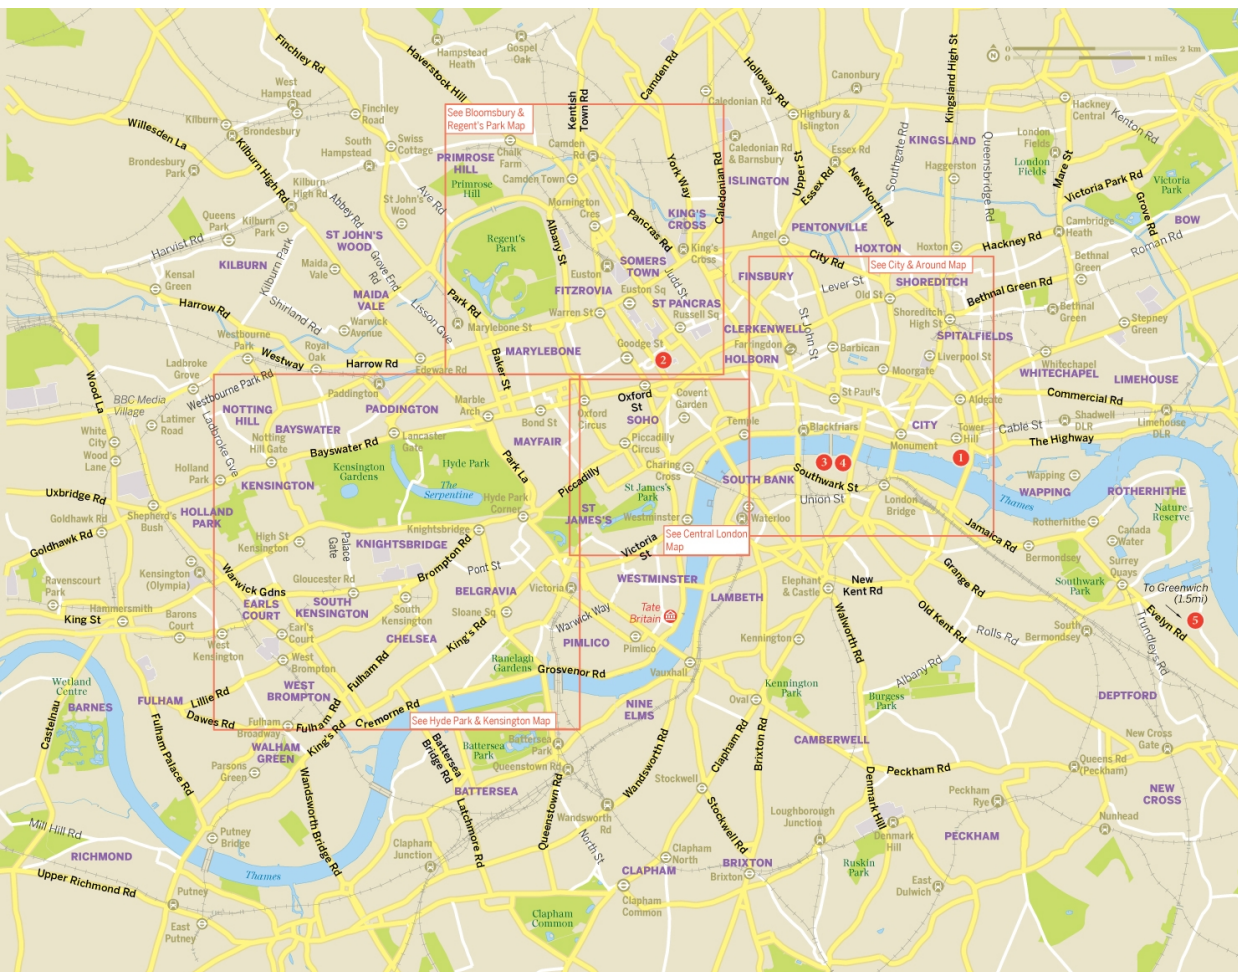 Finchley Rd
Haverstock Hill
Hampstead
Heath
Gospel
Oak
Kentish
Town Rd
Camden Rd
Holloway Rd
Canonbury
Kingsland High St
N
0
2 km
0
1 miles
West
Hampstead
Finchley
Road
See Bloomsbury &
Regent's Park Map
Caledonian Rd
Highbury &
Islington
Hackney
Central
Kenton Rd
Willesden La
Kilburn
Brondesbury
Kilburn High Rd
South
Hampstead
Swiss
Cottage
Chalk
Farm
Camden
Rd
Caledonian Rd
& Barnsbury
Essex Rd
Southgate Rd
KINGSLAND
Queensbridge Rd
London
Fields
London
Fields
Mare St
Brondesbury
Park
PRIMROSE
HILL
Primrose
Hill
Camden Town
York Way
Caledonian Rd
ISLINGTON
Upper St
Essex Rd
New North Rd
Haggerston
Victoria Park Rd
Victoria
Park
Grove Rd
BOW
Kilburn
High Rd
Abbey Rd
St John's
Wood
Ave Rd
Mornington
Cres
Pancras Rd
KING'S
CROSS
Queens
Park
Kilburn
Park
ST JOHN'S
WOOD
Grove End
Rd
Regent's
Park
Albany St
King's
Cross
Angel
PENTONVILLE
City Rd
HOXTON
Hoxton
Hackney Rd
Cambridge
Heath
Roman Rd
Harvist Rd
KILBURN
Kilburn Park
Maida
Vale
SOMERS
TOWN
Judd St
See City & Around Map
Bethnal
Green
Kensal
Green
MAIDA
VALE
Euston
Euston Sq
FITZROVIA
ST PANCRAS
FINSBURY
Lever St
Old St
SHOREDITCH
Bethnal Green Rd
Harrow Rd
Shirland Rd
Lisson Gve
Park Rd
Warren St
Russell Sq
CLERKENWELL
St John St
Shoreditch
High St
Bethnal
Green
Stepney
Green
Westbourne
Park
Royal
Oak
Warwick
Avenue
Marylebone St
Goodge St
Farringdon
Barbican
SPITALFIELDS
Ladbroke
Grove
Westway
Harrow Rd
Edgware Rd
Baker St
MARYLEBONE
2
HOLBORN
Liverpool St
Moorgate
Whitechapel
WHITECHAPEL
LIMEHOUSE
Wood La
BBC Media
Village
Westbourne Park Rd
Paddington
Marble
Arch
Bond St
Oxford
St
Oxford
Circus
Covent
Garden
St Paul's
Aldgate
Commercial Rd
Latimer
Road
Ladbroke Gve
NOTTING
HILL
BAYSWATER
PADDINGTON
SOHO
Temple
Blackfriars
CITY
Monument
Tower
Hill
Cable St
Shadwell
DLR
Limehouse
DLR
The Highway
White
City
Wood
Lane
Notting
Hill Gate
Bayswater Rd
Lancaster
Gate
MAYFAIR
Piccadilly
Circus
Holland
Park
Kensington
Gardens
Hyde Park
The
Serpentine
Park La
Piccadilly
Charing
Cross
3
4
1
Southwark St
Union St
SOUTH BANK
London
Bridge
Wapping
WAPPING
Thames
ROTHERHITHE
Uxbridge Rd
KENSINGTON
Hyde Park
Corner
ST
JAMES'S
St James's
Park
Westminster
Waterloo
Nature
Reserve
Shepherd's
Bush
HOLLAND
PARK
Goldhawk Rd
Goldhawk Rd
High St
Kensington
Palace
Gate
Knightsbridge
KNIGHTSBRIDGE
See Central London
Map
Victoria
St
Jamaica Rd
Rotherhithe
Canada
Water
Bermondsey
Surrey
Quays
Ravenscourt
Park
Kensington
(Olympia)
Warwick Gdns
Gloucester Rd
Brompton Rd
Pont St
Victoria
WESTMINSTER
LAMBETH
Elephant
& Castle
New
Kent Rd
Grange Rd
Southwark
Park
To Greenwich
(1.5mi)
5
Evelyn Rd
Hammersmith
King St
Barons
Court
EARLS
COURT
SOUTH
KENSINGTON
BELGRAVIA
South
Kensington
Sloane Sq
Warwick Way
Tate
Britain
Walworth Rd
Old Kent Rd
Rolls Rd
South
Bermondsey
Trundleys Rd
West
Kensington
Earl's
Court
West
Brompton
CHELSEA
King's Rd
PIMLICO
Pimlico
Kennington
Wetland
Centre
BARNES
Castelnau
FULHAM
Lillie Rd
Dawes Rd
WEST
BROMPTON
Fulham Rd
Ranelagh
Gardens
Grosvenor Rd
Vauxhall
Oval
Kennington
Park
Albany Rd
Burgess
Park
DEPTFORD
Fulham Palace Rd
Fulham
Broadway
Fulham Rd
King's Rd
Cremorne Rd
See Hyde Park & Kensington Map
NINE
ELMS
WALHAM
GREEN
Parsons
Green
Battersea
Bridge Rd
Battersea
Park
Battersea
Park
Queenstown Rd
Wandsworth Rd
Clapham Rd
Brixton Rd
CAMBERWELL
New Cross
Gate
BATTERSEA
Stockwell
Denmark Hill
Peckham Rd
Queens Rd
(Peckham)
NEW
CROSS
Wandsworth Bridge Rd
Latchmere Rd
Queenstown Rd
Wandsworth
Rd
Stockwell Rd
Loughborough
Junction
Peckham
Rye
Nunhead
Mill Hill Rd
Putney
Bridge
Clapham
Junction
North St
Clapham
North
Denmark
Hill
PECKHAM
RICHMOND
Upper Richmond Rd
Thames
CLAPHAM
BRIXTON
Brixton
Ruskin
Park
East
Dulwich
Putney
East
Putney
Clapham
Common
Clapham
Common